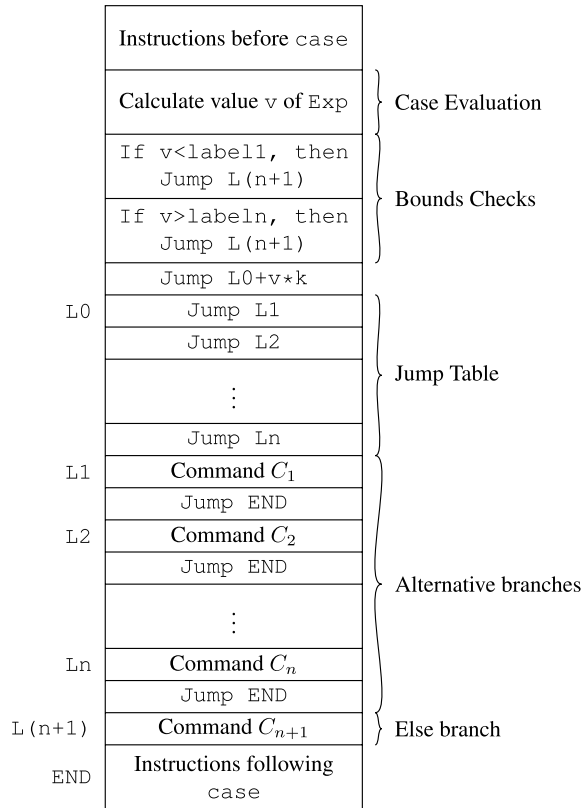 Instructions before case
Calculate value v of Exp
Case Evaluation
If v<label1, then
Jump L(n+1)
Bounds Checks
If v>labeln, then
Jump L(n+1)
Jump L0+v*k
L0
Jump L1
Jump L2
Jump Table
⋮
Jump Ln
L1
Command C₁
Jump END
L2
Command C₂
Jump END
Alternative branches
⋮
Ln
Command Cₙ
Jump END
L(n+1)
Command Cₙ₊₁
Else branch
END
Instructions following
case